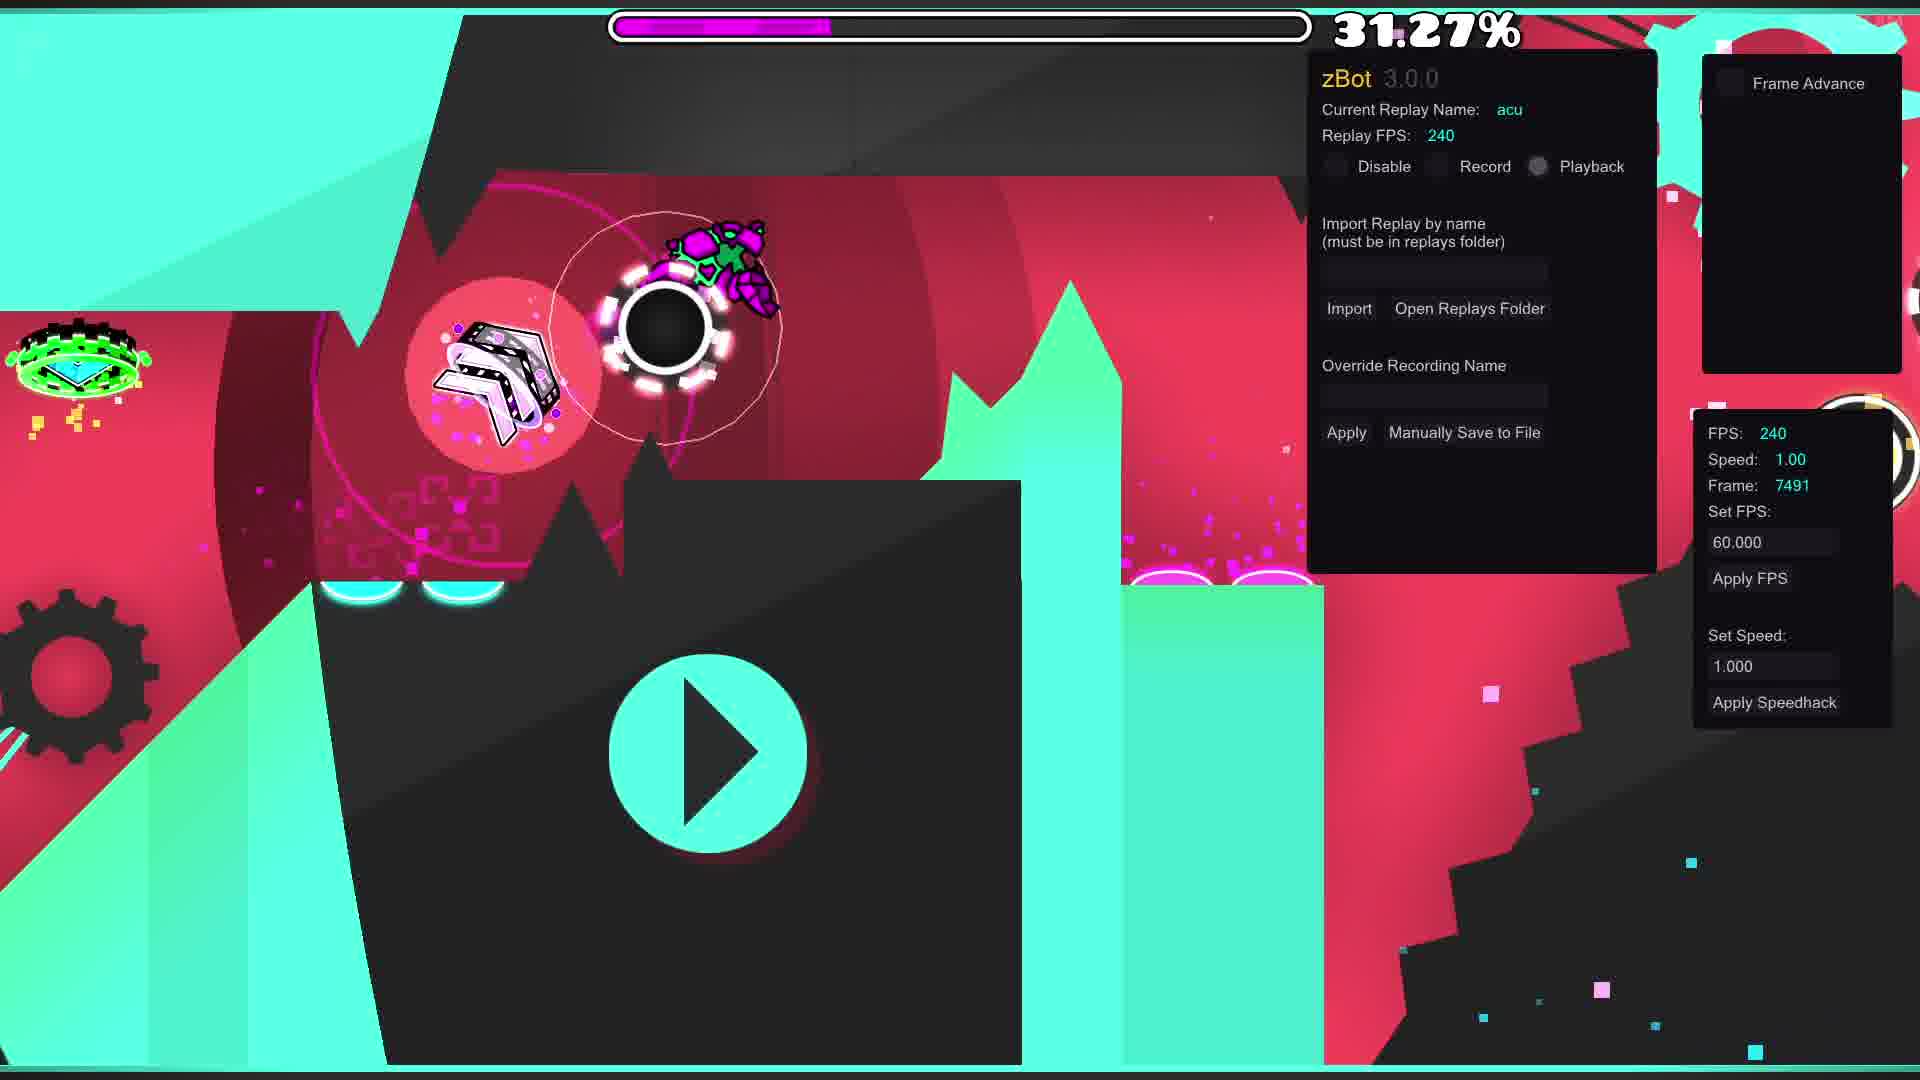 31.27%
zBot 3.0.0
Current Replay Name: acu
Replay FPS: 240
Disable Record Playback
Import Replay by name
(must be in replays folder)
Import Open Replays Folder
Override Recording Name
Apply Manually Save to File
Frame Advance
FPS: 240
Speed: 1.00
Frame: 7491
Set FPS:
60.000
Apply FPS
Set Speed:
1.000
Apply Speedhack